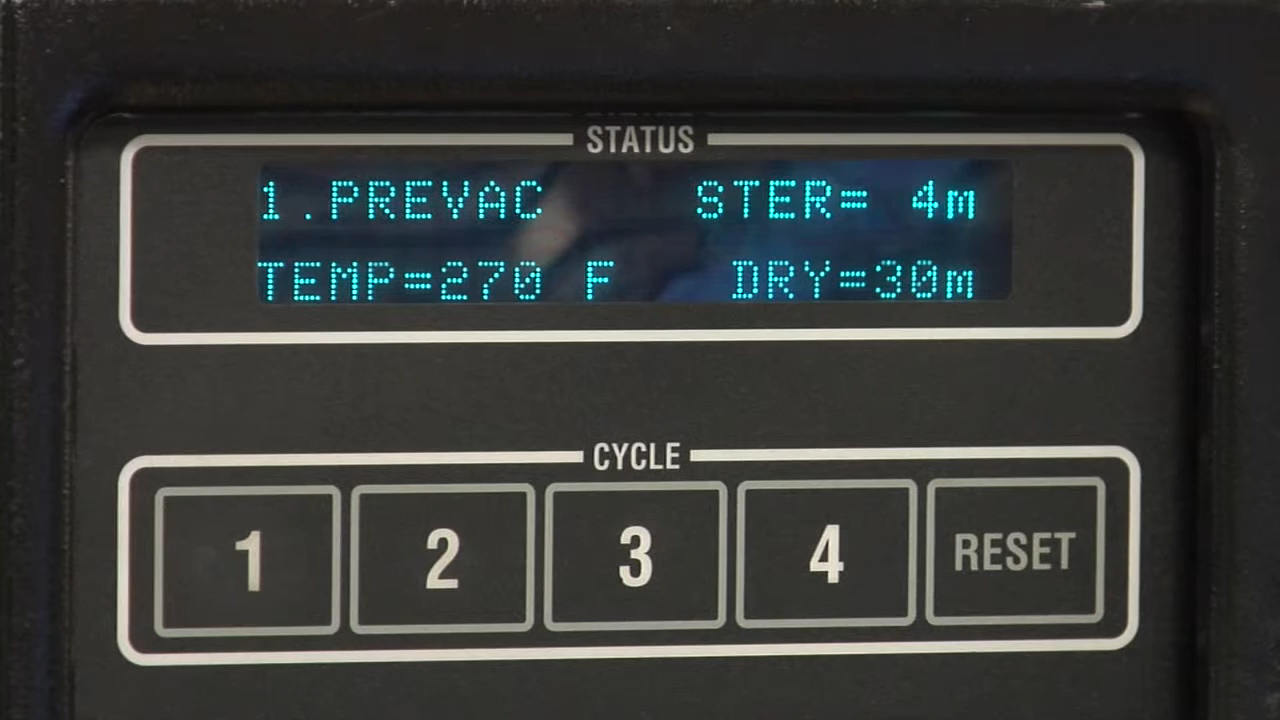 STATUS
1.PREVAC STER= 4m
TEMP=270 F DRY=30m
CYCLE
1 2 3 4 RESET